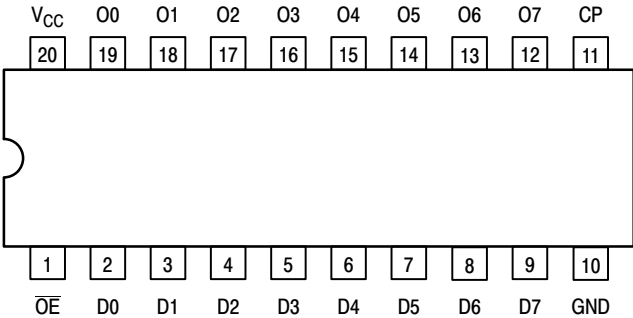 VCC O0 O1 O2 O3 O4 O5 O6 O7 CP
20 19 18 17 16 15 14 13 12 11
1 2 3 4 5 6 7 8 9 10
O̅E̅ D0 D1 D2 D3 D4 D5 D6 D7 GND